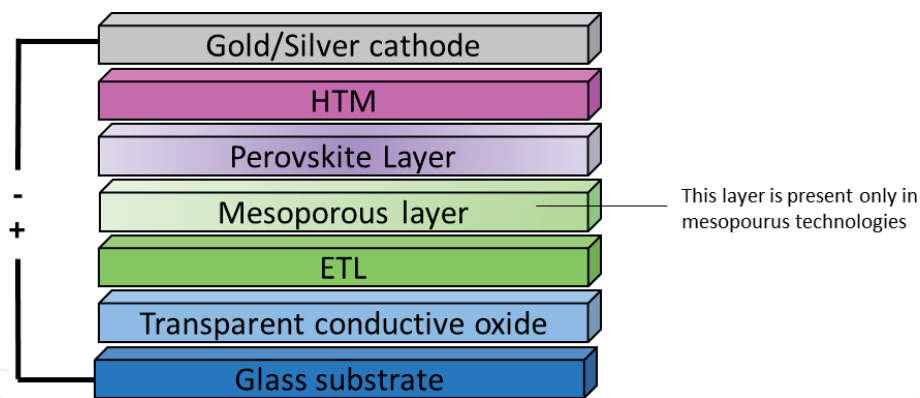 Gold/Silver cathode
HTM
Perovskite Layer
Mesoporous layer
This layer is present only in
mesopourus technologies
-
+
ETL
Transparent conductive oxide
Glass substrate